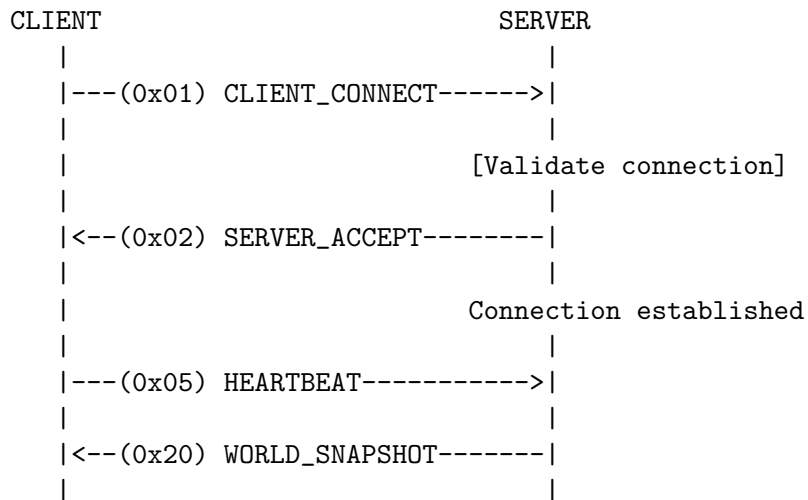 CLIENT                          SERVER
   |                               |
   |---(0x01) CLIENT_CONNECT------>|
   |                               |
   |                          [Validate connection]
   |                               |
   |<--(0x02) SERVER_ACCEPT--------|
   |                               |
   |                          Connection established
   |                               |
   |---(0x05) HEARTBEAT----------->|
   |                               |
   |<--(0x20) WORLD_SNAPSHOT-------|
   |                               |